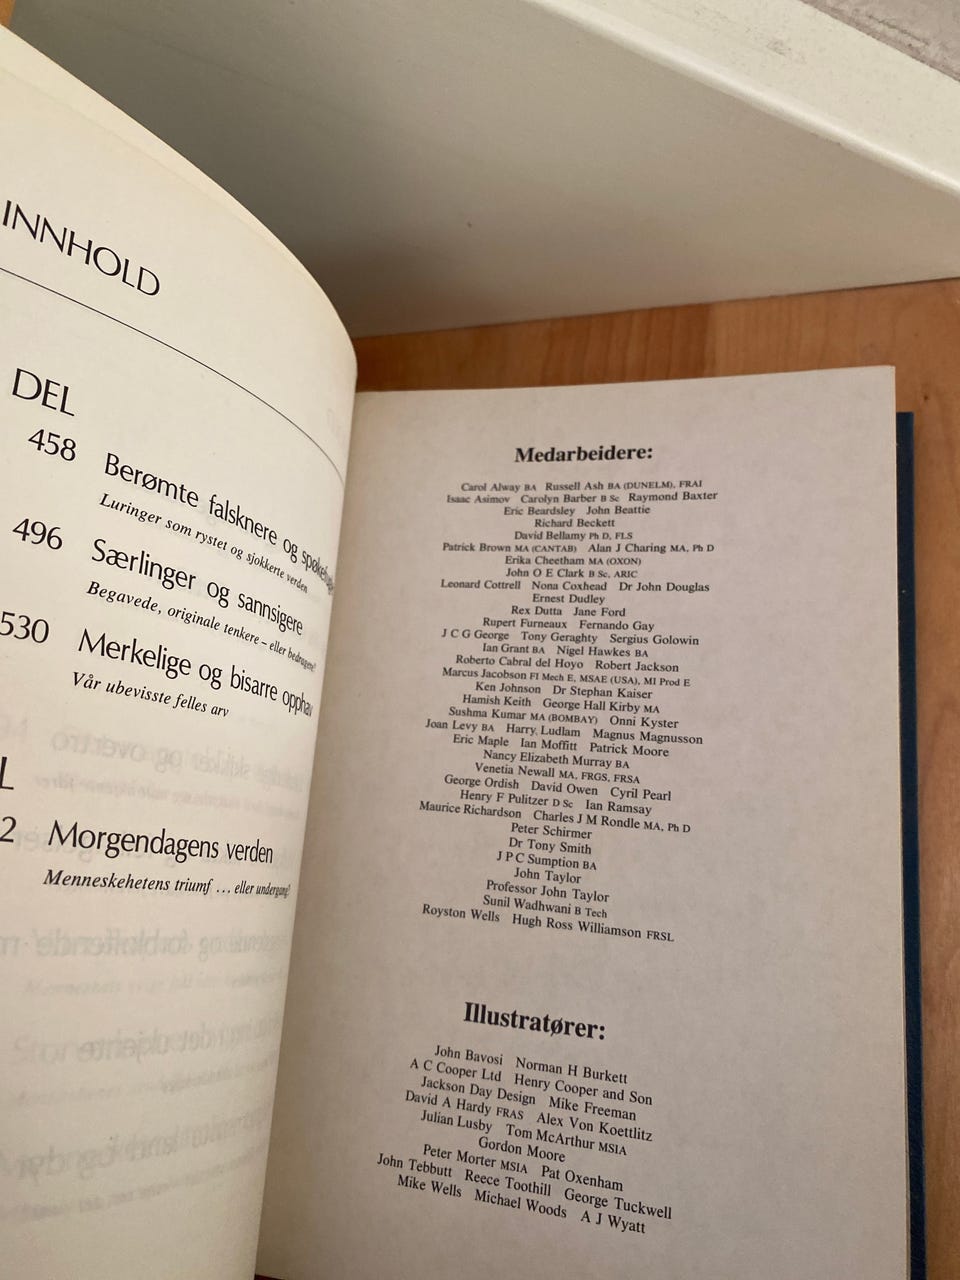 INNHOLD
DEL
458 Berømte falsknere og
Luringer som rystet og sjokkerte verden
496 Særlinger og sannsigere
Begavede, originale tenkere – eller bedragere?
530 Merkelige og bisarre opphav
Vår ubevisste felles arv
L
2 Morgendagens verden
Menneskehetens triumf ... eller undergang?
Medarbeidere:
Carol Alway BA Russell Ash BA (DUNELM), FRAI
Isaac Asimov Carolyn Barber B Sc Raymond Baxter
Eric Beardsley John Beattie
Richard Beckett
David Bellamy Ph D, FLS
Patrick Brown MA (CANTAB) Alan J Charing MA, Ph D
Erika Cheetham MA (OXON)
John O E Clark B Sc, ARIC
Leonard Cottrell Nona Coxhead Dr John Douglas
Ernest Dudley
Rex Dutta Jane Ford
Rupert Furneaux Fernando Gay
J C G George Tony Geraghty Sergius Golowin
Ian Grant BA Nigel Hawkes BA
Roberto Cabral del Hoyo Robert Jackson
Marcus Jacobson FI Mech E, MSAE (USA), MI Prod E
Ken Johnson Dr Stephan Kaiser
Hamish Keith George Hall Kirby MA
Sushma Kumar MA (BOMBAY) Onni Kyster
Joan Levy BA Harry Ludlam Magnus Magnusson
Eric Maple Ian Moffitt Patrick Moore
Nancy Elizabeth Murray BA
Venetia Newall MA, FRGS, FRSA
George Ordish David Owen Cyril Pearl
Henry F Pulitzer D Sc Ian Ramsay
Maurice Richardson Charles J M Rondle MA, Ph D
Peter Schirmer
Dr Tony Smith
J P C Sumption BA
John Taylor
Professor John Taylor
Sunil Wadhwani B Tech
Royston Wells Hugh Ross Williamson FRSL
Illustratører:
John Bavosi Norman H Burkett
A C Cooper Ltd Henry Cooper and Son
Jackson Day Design Mike Freeman
David A Hardy FRAS Alex Von Koettlitz
Julian Lusby Tom McArthur MSIA
Gordon Moore
Peter Morter MSIA Pat Oxenham
John Tebbutt Reece Toothill George Tuckwell
Mike Wells Michael Woods A J Wyatt